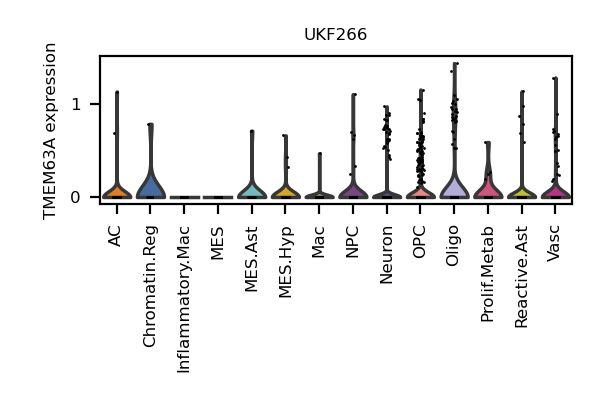 UKF266
TMEM63A expression
1
0
AC
Chromatin.Reg
Inflammatory.Mac
MES
MES.Ast
MES.Hyp
Mac
NPC
Neuron
OPC
Oligo
Prolif.Metab
Reactive.Ast
Vasc